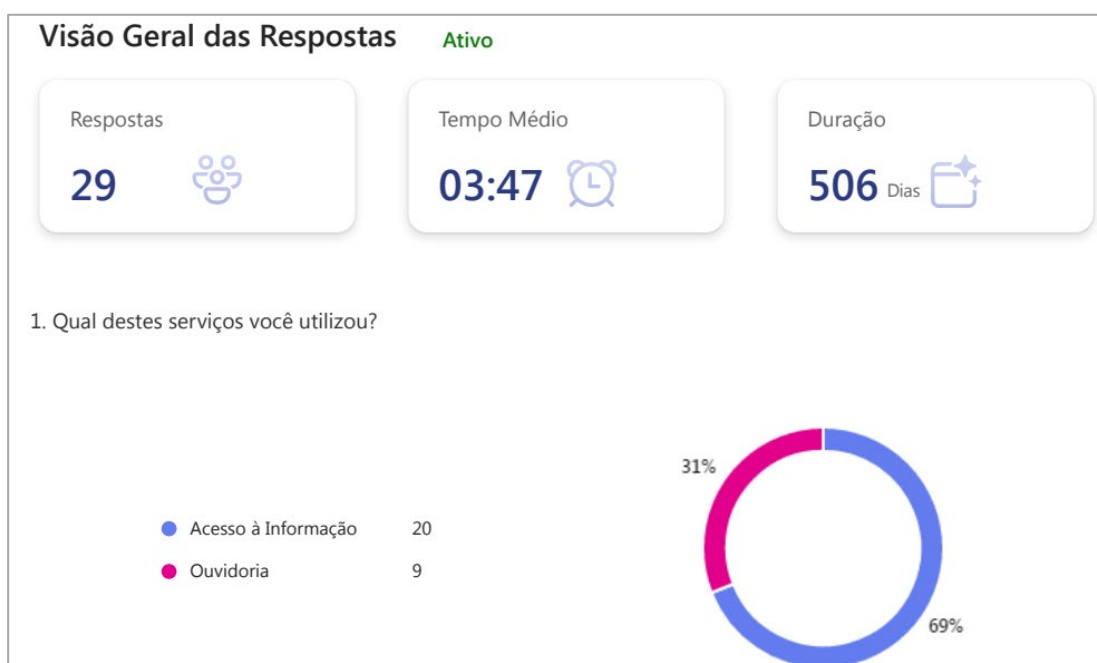 Visão Geral das Respostas Ativo
Respostas Tempo Médio Duração
29 03:47 506 Dias
1. Qual destes serviços você utilizou?
31%
Acesso à Informação 20
Ouvidoria 9
69%